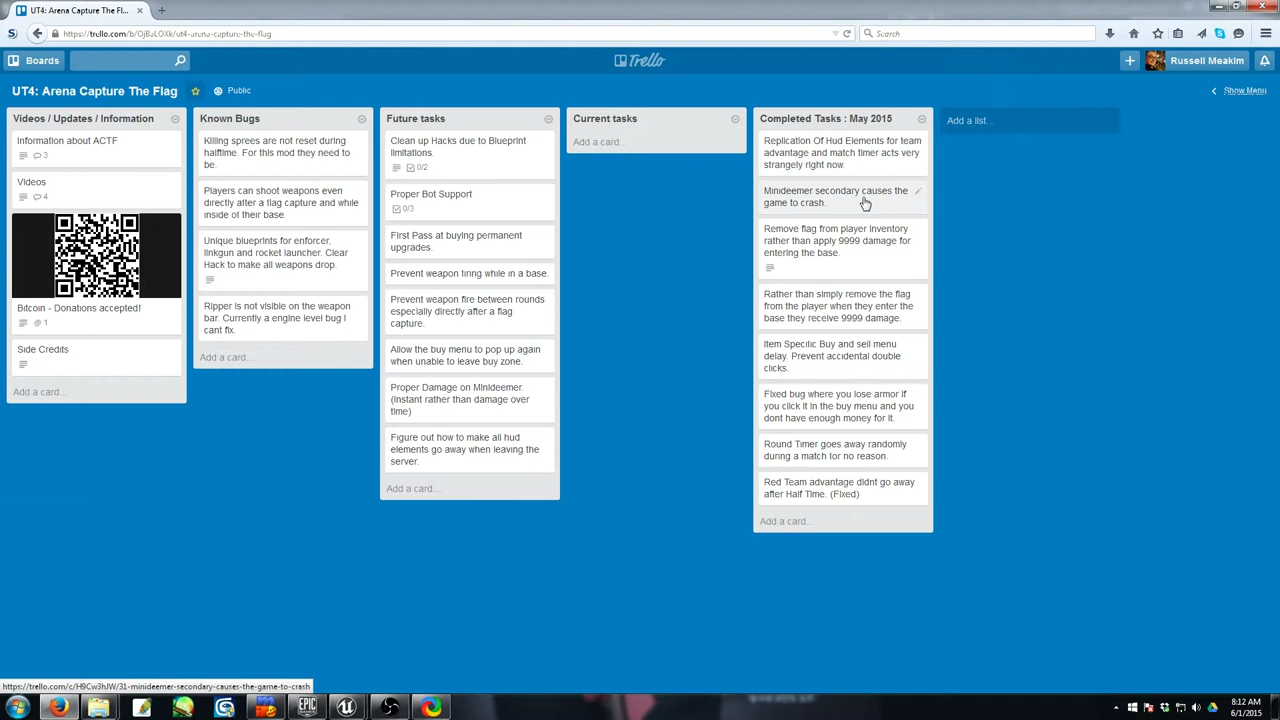 UT4: Arena Capture The Fl...
https://trello.com/b/OjBaLOXk/ut4-arena-capture-the-flag
Search
Boards
Trello
Russell Meakim
UT4: Arena Capture The Flag
Public
Show Menu
Videos / Updates / Information
Information about ACTF
3
Videos
4
Bitcoin - Donations accepted!
1
Side Credits
Add a card...
Known Bugs
Killing sprees are not reset during
halftime. For this mod they need to
be.
Players can shoot weapons even
directly after a flag capture and while
inside of their base.
Unique blueprints for enforcer,
linkgun and rocket launcher. Clear
Hack to make all weapons drop.
Ripper is not visible on the weapon
bar. Currently a engine level bug I
cant fix.
Add a card...
Future tasks
Clean up Hacks due to Blueprint
limitations.
0/2
Proper Bot Support
0/3
First Pass at buying permanent
upgrades.
Prevent weapon firing while in a base.
Prevent weapon fire between rounds
especially directly after a flag
capture.
Allow the buy menu to pop up again
when unable to leave buy zone.
Proper Damage on Minideemer.
(Instant rather than damage over
time)
Figure out how to make all hud
elements go away when leaving the
server.
Add a card...
Current tasks
Add a card...
Completed Tasks : May 2015
Replication Of Hud Elements for team
advantage and match timer acts very
strangely right now.
Minideemer secondary causes the
game to crash.
Remove flag from player inventory
rather than apply 9999 damage for
entering the base.
Rather than simply remove the flag
from the player when they enter the
base they receive 9999 damage.
Item Specific Buy and sell menu
delay. Prevent accidental double
clicks.
Fixed bug where you lose armor if
you click it in the buy menu and you
dont have enough money for it.
Round Timer goes away randomly
during a match for no reason.
Red Team advantage didnt go away
after Half Time. (Fixed)
Add a card...
Add a list...
https://trello.com/c/H9Cw3hJW/31-minideemer-secondary-causes-the-game-to-crash
EPIC
8:12 AM
6/1/2015